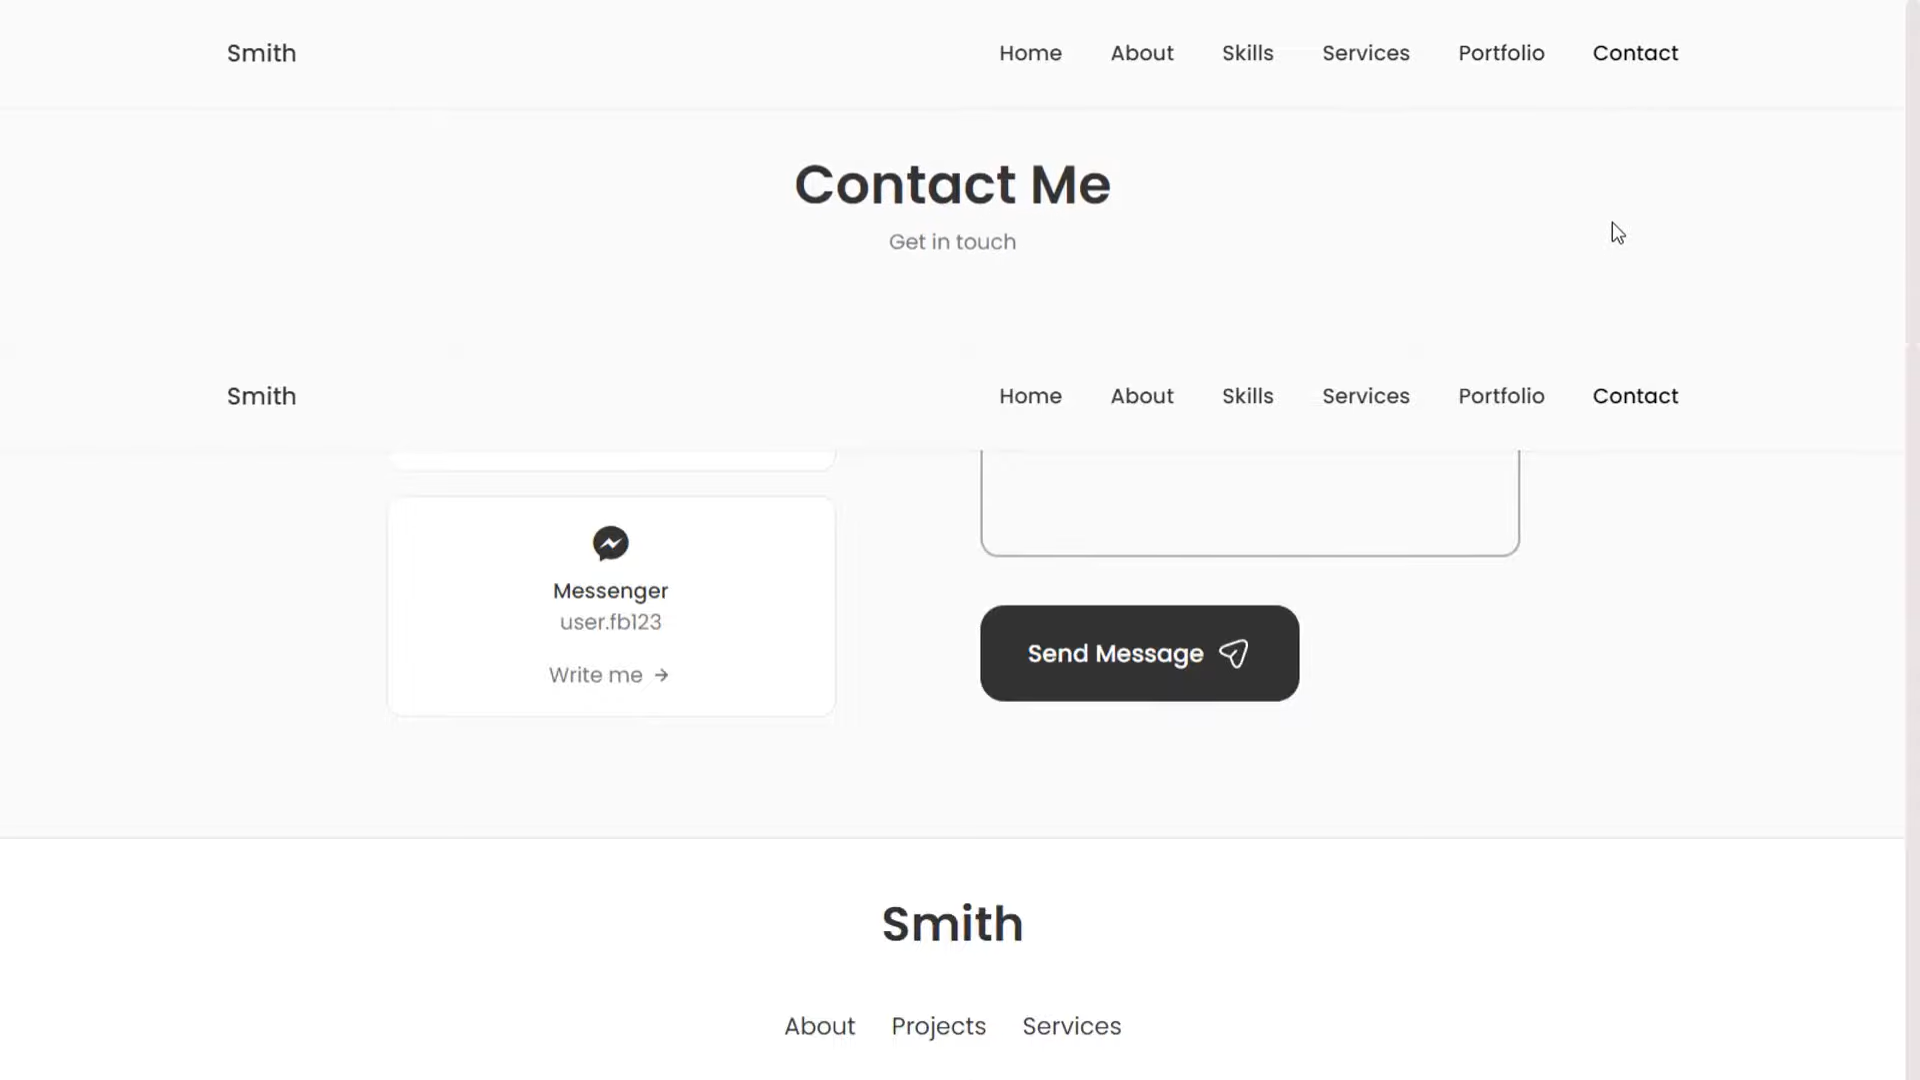 Smith Home About Skills Services Portfolio Contact
Contact Me
Get in touch
Smith Home About Skills Services Portfolio Contact
Messenger
user.fb123
Write me →
Send Message
Smith
About Projects Services